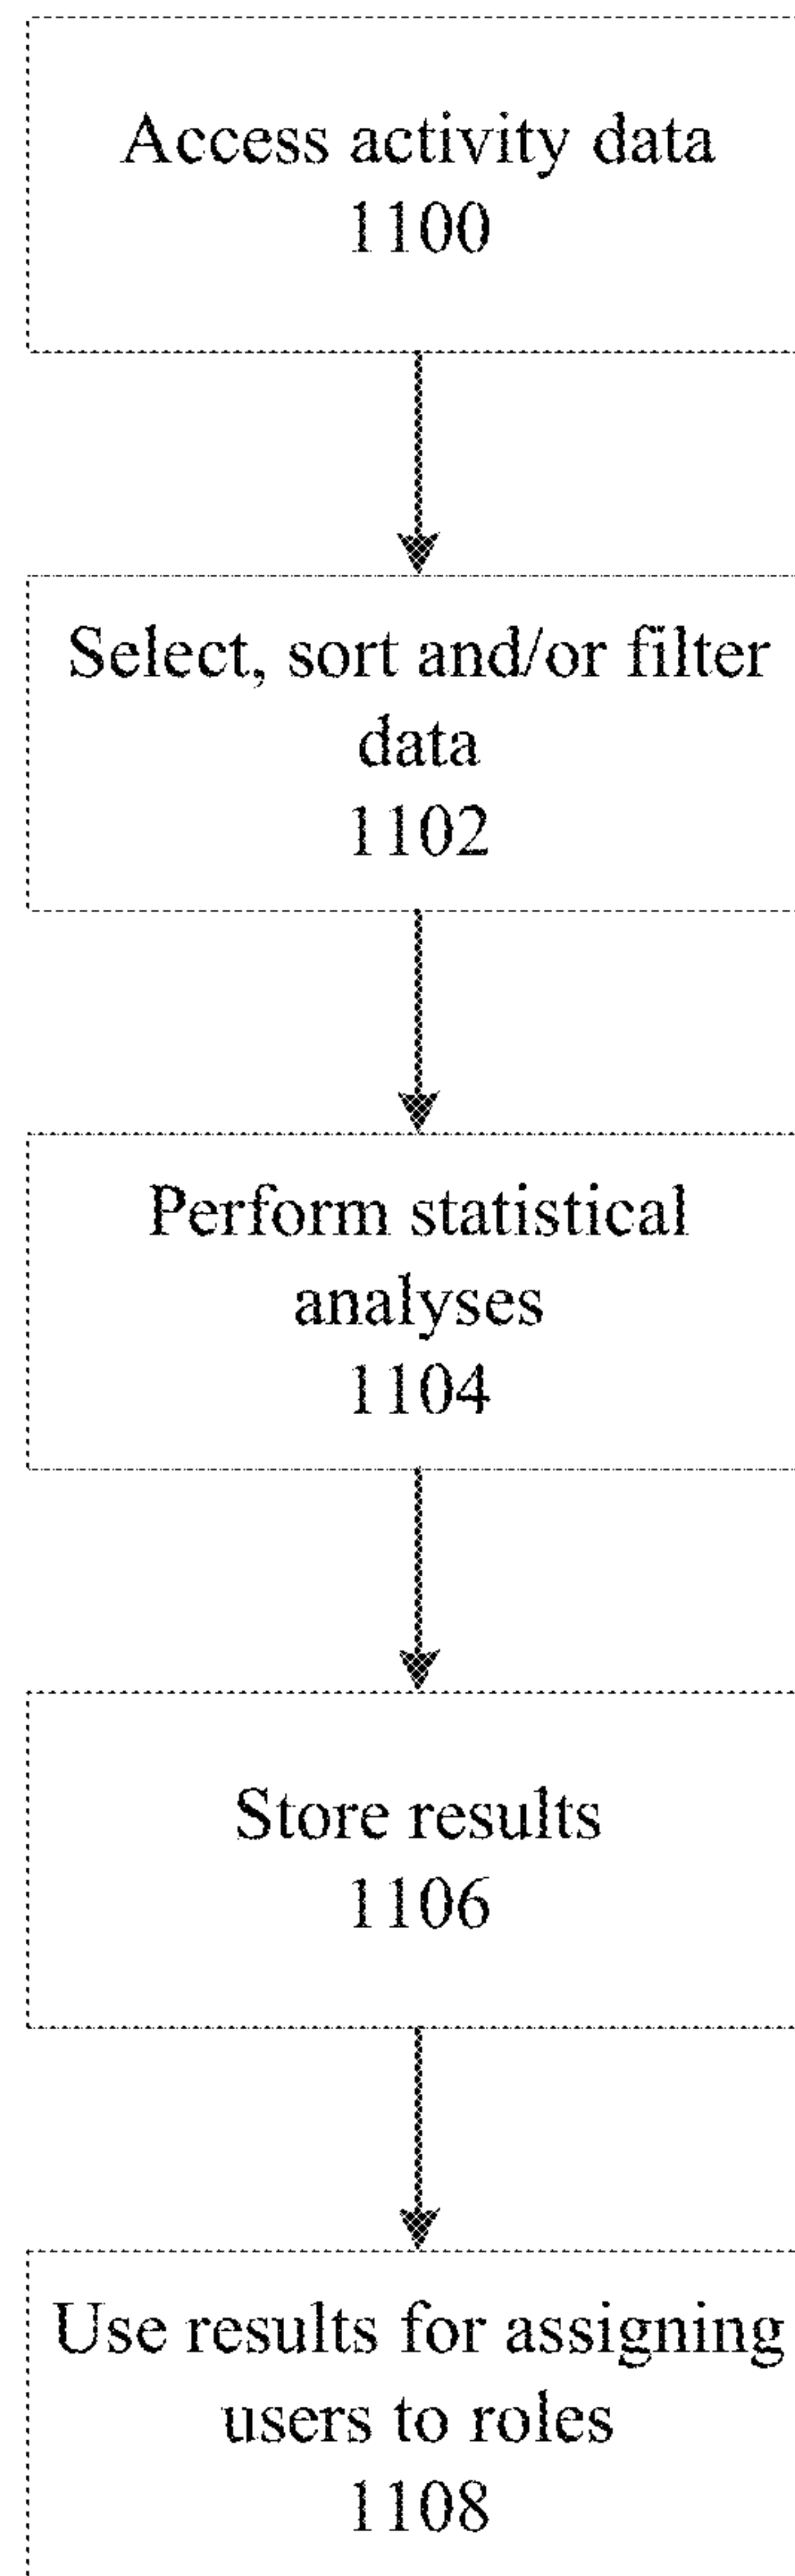 Access activity data
1100
Select, sort and/or filter
data
1102
Perform statistical
analyses
1104
Store results
1106
Use results for assigning
users to roles
1108